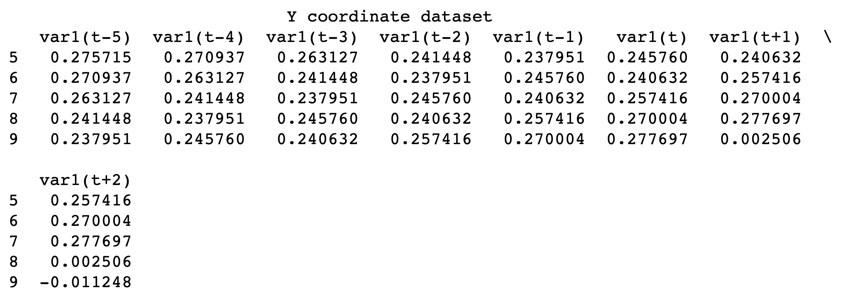 Y coordinate dataset
var1(t-5) var1(t-4) var1(t-3) var1(t-2) var1(t-1) var1(t) var1(t+1) \
5 0.275715 0.270937 0.263127 0.241448 0.237951 0.245760 0.240632
6 0.270937 0.263127 0.241448 0.237951 0.245760 0.240632 0.257416
7 0.263127 0.241448 0.237951 0.245760 0.240632 0.257416 0.270004
8 0.241448 0.237951 0.245760 0.240632 0.257416 0.270004 0.277697
9 0.237951 0.245760 0.240632 0.257416 0.270004 0.277697 0.002506
var1(t+2)
5 0.257416
6 0.270004
7 0.277697
8 0.002506
9 -0.011248